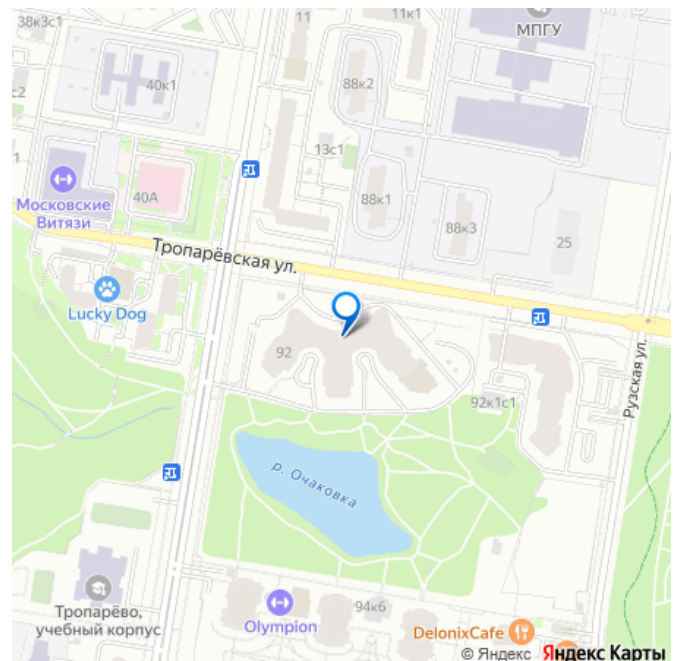 38к3с1
11
11к1
МПГУ
40к1
88к2
с2
13с1
1
40А
88к1
Московские
Витязи
88к3
25
Тропарёвская ул.
Lucky Dog
92
92к1с1
Рузская ул.
р. Очаковка
Тропарёво,
учебный корпус
94к6
Olympion
DelonixCafe
© Яндекс Яндекс Карты